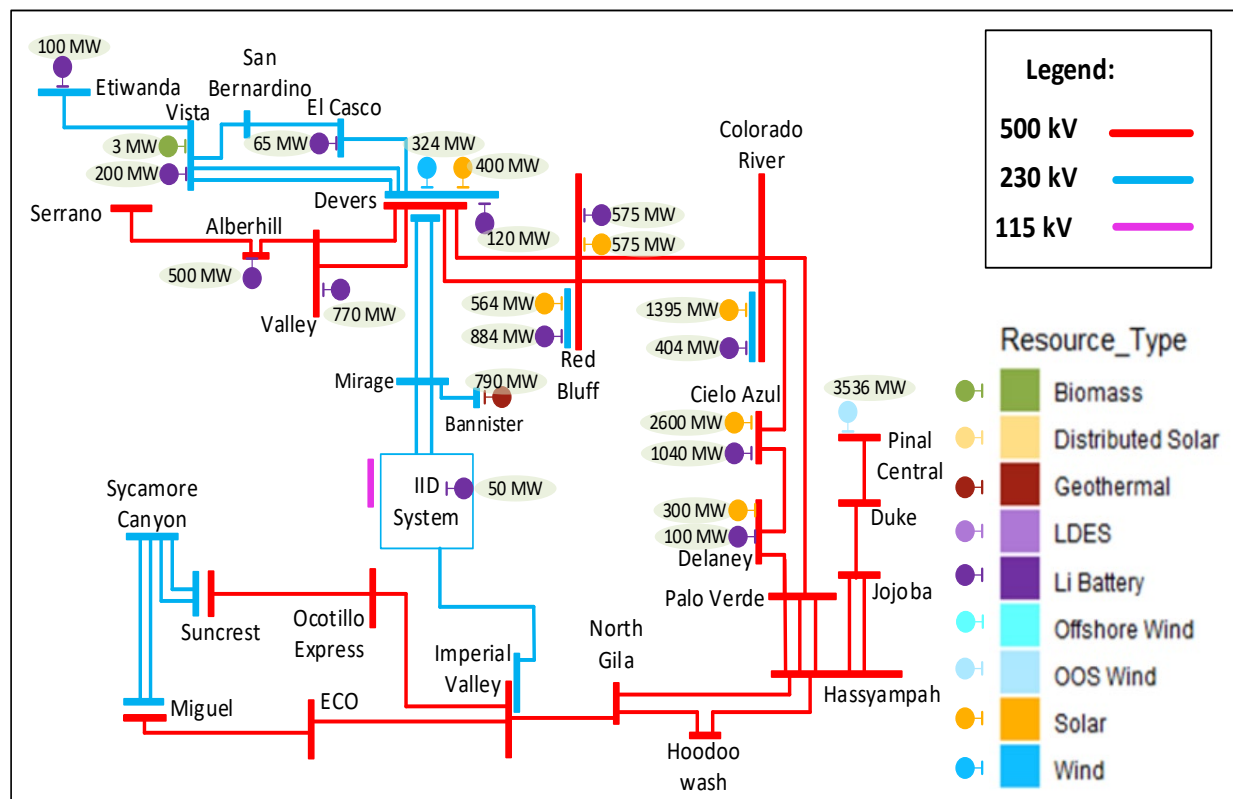 100 MW
Etiwanda
San
Bernardino
El Casco
Vista
3 MW
65 MW
200 MW
324 MW
400 MW
Colorado
River
Legend:
500 kV
230 kV
115 kV
Serrano
Devers
Alberhill
120 MW
575 MW
575 MW
500 MW
770 MW
Valley
564 MW
884 MW
Red
Bluff
1395 MW
404 MW
Mirage
790 MW
Bannister
Cielo Azul
3536 MW
2600 MW
1040 MW
Pinal
Central
Sycamore
Canyon
IID
System
50 MW
300 MW
100 MW
Delaney
Duke
Palo Verde
Jojoba
Suncrest
Ocotillo
Express
Imperial
Valley
North
Gila
Hassyampah
Miguel
ECO
Hoodoo
wash
Resource_Type
Biomass
Distributed Solar
Geothermal
LDES
Li Battery
Offshore Wind
OOS Wind
Solar
Wind